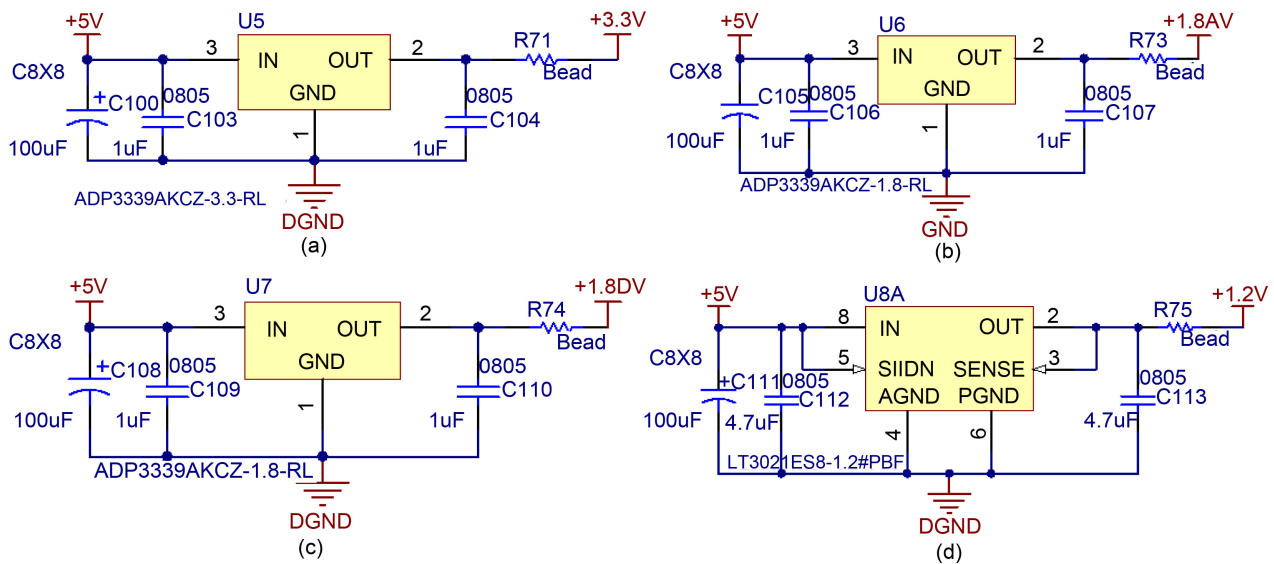 +5V U5 +3.3V
3 IN OUT 2 R71
Bead
C8X8
+ C100 0805 GND 0805
C103 C104
100uF 1uF 1 1uF
ADP3339AKCZ-3.3-RL
DGND
(a)
+5V U6 +1.8AV
3 IN OUT 2 R73
Bead
C8X8
+ C105 0805 GND 0805
C106 C107
100uF 1uF 1 1uF
ADP3339AKCZ-1.8-RL
GND
(b)
+5V U7 +1.8DV
3 IN OUT 2 R74
Bead
C8X8
+ C108 0805 GND 0805
C109 C110
100uF 1uF 1 1uF
ADP3339AKCZ-1.8-RL
DGND
(c)
+5V U8A +1.2V
8 IN OUT 2 R75
Bead
C8X8 5 SIIDN SENSE 3
+ C111 0805 AGND PGND 0805
C112 C113
100uF 4.7uF 4 6 4.7uF
LT3021ES8-1.2#PBF
DGND
(d)